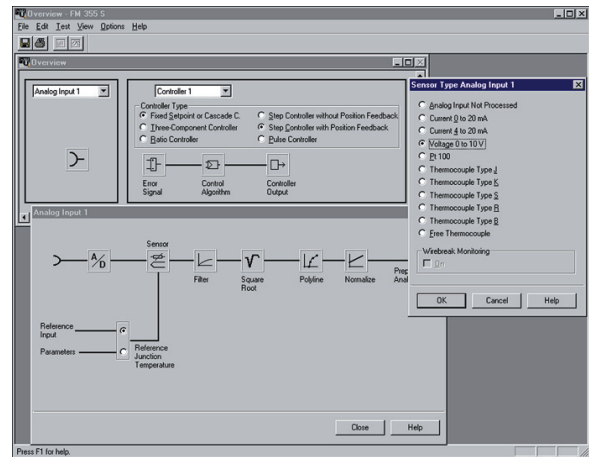 Overview - FM 355 S
File Edit Test View Options Help
Overview
Analog Input 1
Controller 1
Controller Type
Fixed Setpoint or Cascade C.
Step Controller without Position Feedback
Three-Component Controller
Step Controller with Position Feedback
Ratio Controller
Pulse Controller
Error Signal
Control Algorithm
Controller Output
Analog Input 1
A/D
Sensor
Filter
Square Root
Polyline
Normalize
Prep
Ana
Reference Input
Parameters
Reference Junction Temperature
Close
Help
Sensor Type Analog Input 1
Analog Input Not Processed
Current 0 to 20 mA
Current 4 to 20 mA
Voltage 0 to 10 V
Pt 100
Thermocouple Type J
Thermocouple Type K
Thermocouple Type S
Thermocouple Type R
Thermocouple Type B
Free Thermocouple
Wirebreak Monitoring
On
OK
Cancel
Help
Press F1 for help.